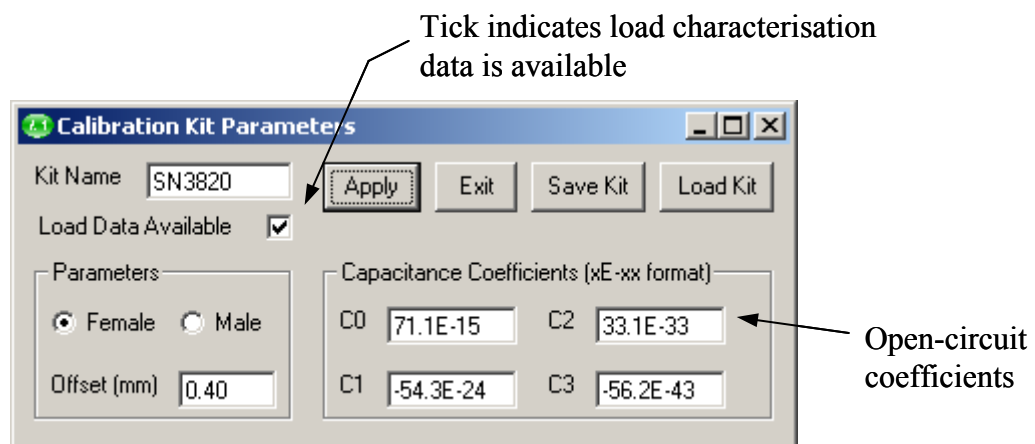 Tick indicates load characterisation
data is available
Calibration Kit Parameters
Kit Name SN3820 Apply Exit Save Kit Load Kit
Load Data Available
Parameters
Female Male
Offset (mm) 0.40
Capacitance Coefficients (xE-xx format)
C0 71.1E-15 C2 33.1E-33
C1 -54.3E-24 C3 -56.2E-43
Open-circuit
coefficients